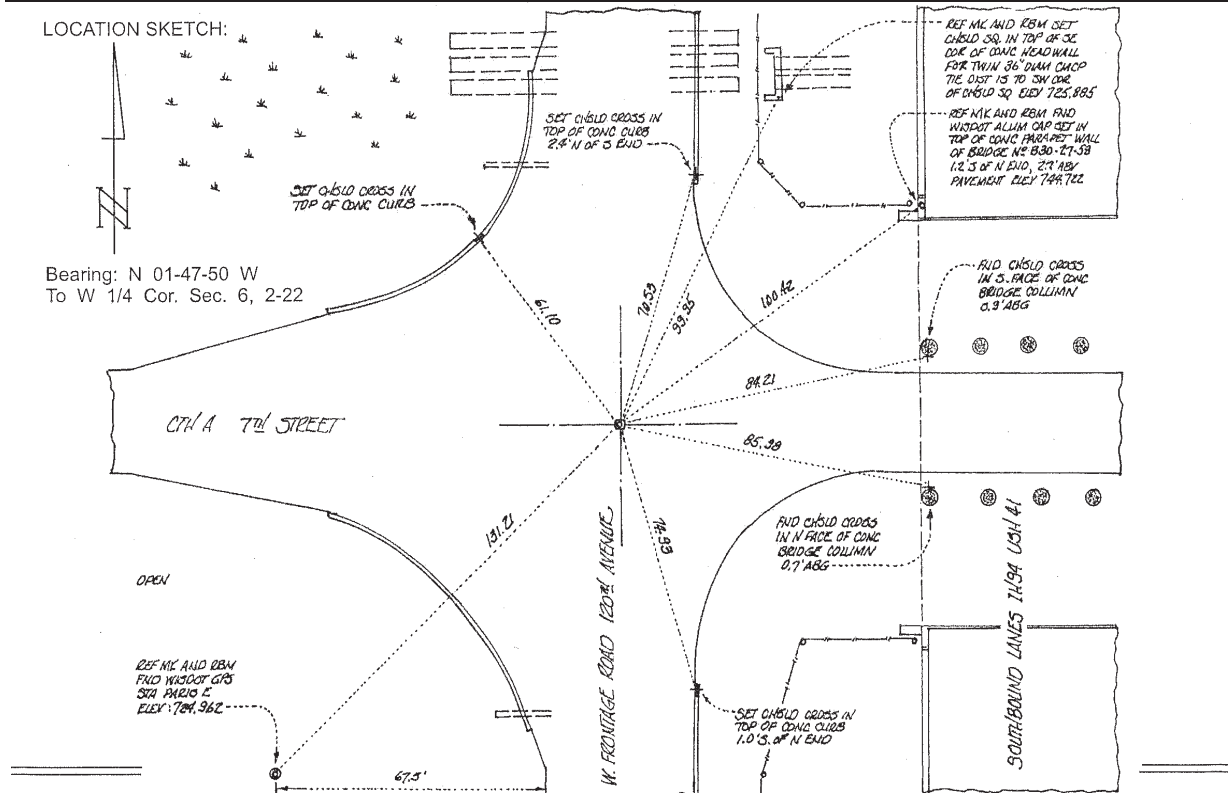 LOCATION SKETCH:
REF MK AND RBM SET
CHSLD SQ. IN TOP OF SE
COR OF CONC HEADWALL
FOR TWIN 36" DIAM CMCP
TIE DIST IS TO SW COR
OF CHSLD SQ ELEV 725.885
REF MK AND RBM FND
WISDOT ALUM CAP SET IN
TOP OF CONC PARAPET WALL
OF BRIDGE Nº B30-27-59
1.2'S OF N END, 2.7' ABV
PAVEMENT ELEV 744.722
SET CHSLD CROSS IN
TOP OF CONC CURB
2.4' N OF S END
SET CHSLD CROSS IN
TOP OF CONC CURB
N
Bearing: N 01-47-50 W
To W 1/4 Cor. Sec. 6, 2-22
FND CHSLD CROSS
IN S. FACE OF CONC
BRIDGE COLUMN
0.9' ABG
61.10
70.59
99.35
100.42
84.21
85.98
74.93
131.21
CTH A 7TH STREET
W. FRONTAGE ROAD 120TH AVENUE
SOUTHBOUND LANES IH94 USH 41
FND CHSLD CROSS
IN N FACE OF CONC
BRIDGE COLUMN
0.7' ABG
OPEN
REF MK AND RBM
FND WISDOT GPS
STA PARIS E
ELEV: 724.962
SET CHSLD CROSS IN
TOP OF CONC CURB
1.0' S. OF N END
67.5'